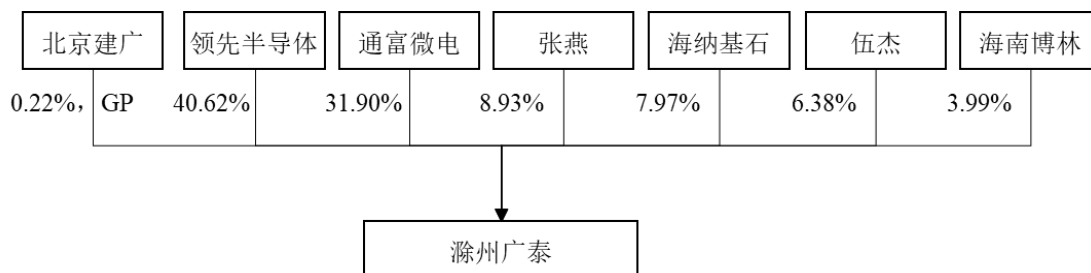 北京建广 领先半导体 通富微电 张燕 海纳基石 伍杰 海南博林
0.22%，GP 40.62% 31.90% 8.93% 7.97% 6.38% 3.99%
滁州广泰